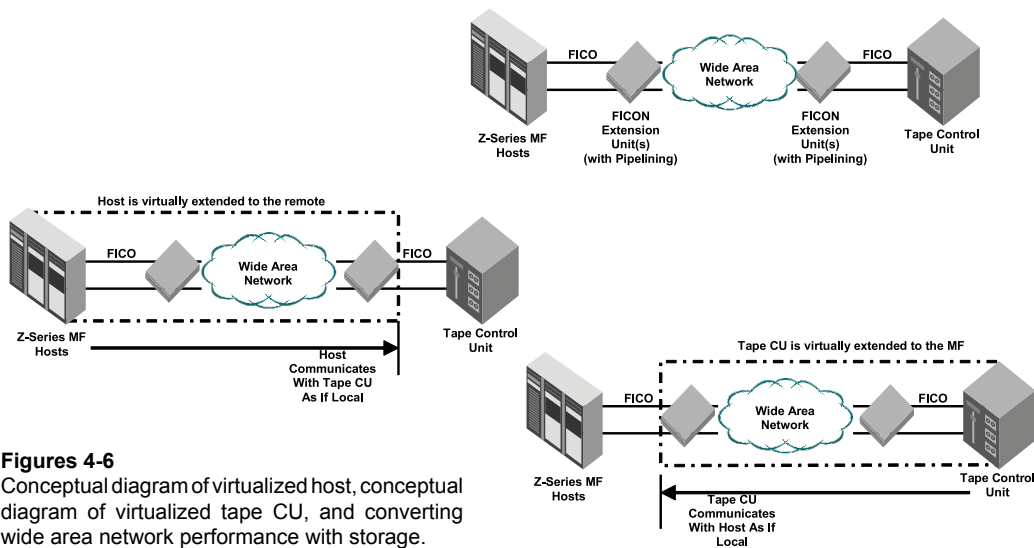 FICO
FICO
Wide Area
Network
Z-Series MF
Hosts
FICON
Extension
Unit(s)
(with Pipelining)
FICON
Extension
Unit(s)
(with Pipelining)
Tape Control
Unit
Host is virtually extended to the remote
FICO
FICO
Wide Area
Network
Z-Series MF
Hosts
Tape Control
Unit
Host
Communicates
With Tape CU
As If Local
Tape CU is virtually extended to the MF
FICO
FICO
Wide Area
Network
Z-Series MF
Hosts
Tape Control
Unit
Tape CU
Communicates
With Host As If
Local
Figures 4-6
Conceptual diagram of virtualized host, conceptual
diagram of virtualized tape CU, and converting
wide area network performance with storage.